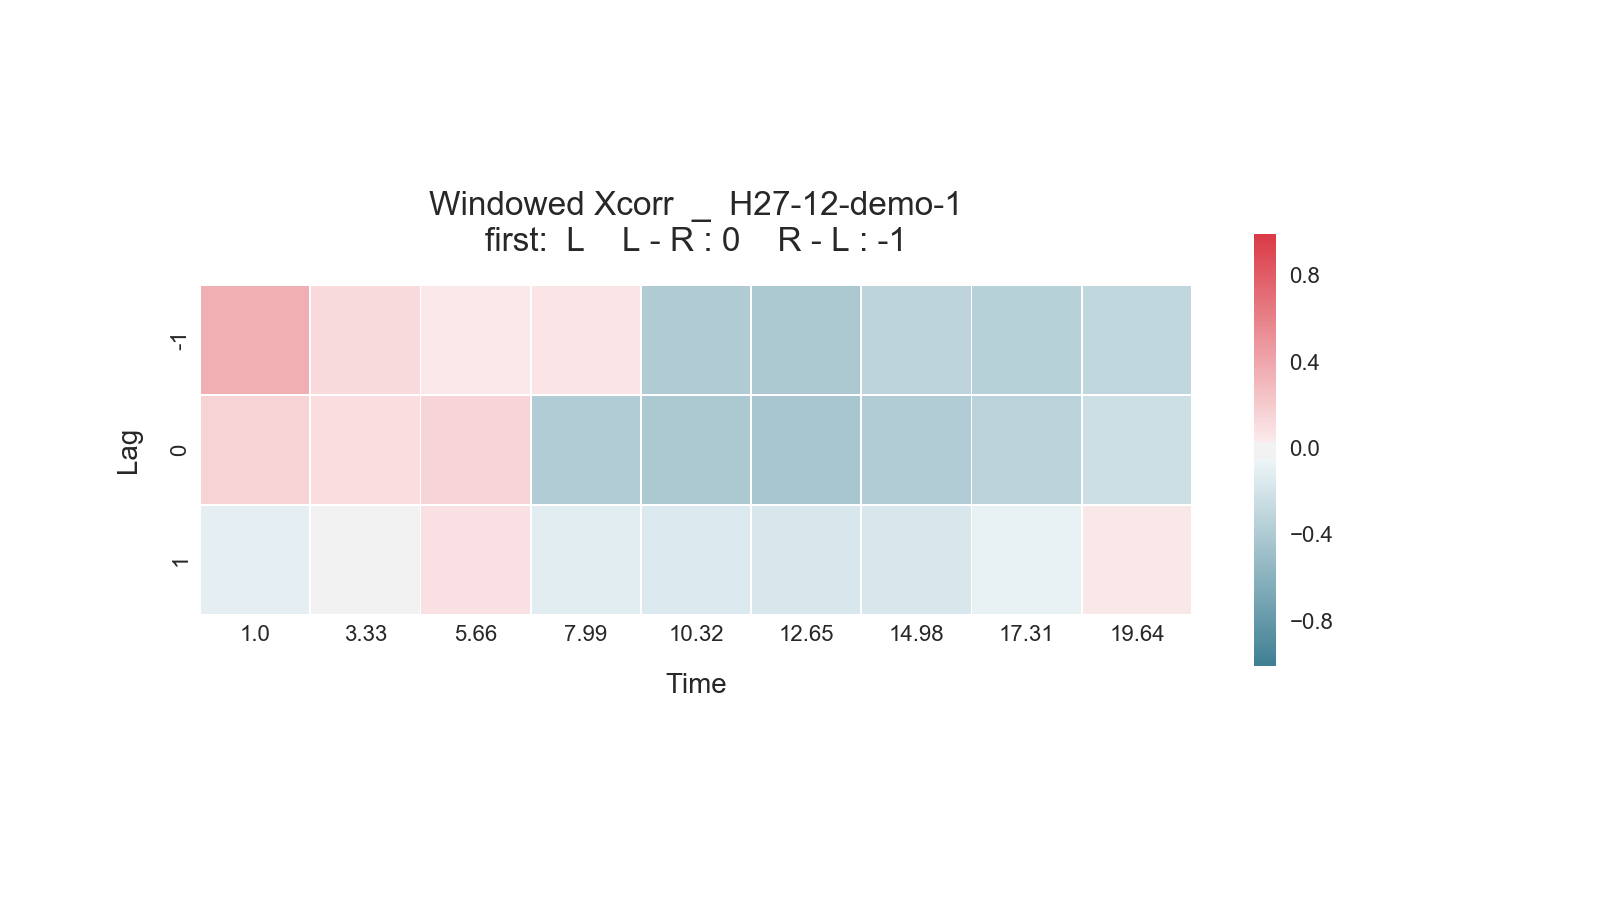 Windowed Xcorr _ H27-12-demo-1
first: L L - R : 0 R - L : -1
Lag
-1
0
1
1.0 3.33 5.66 7.99 10.32 12.65 14.98 17.31 19.64
Time
0.8
0.4
0.0
−0.4
−0.8